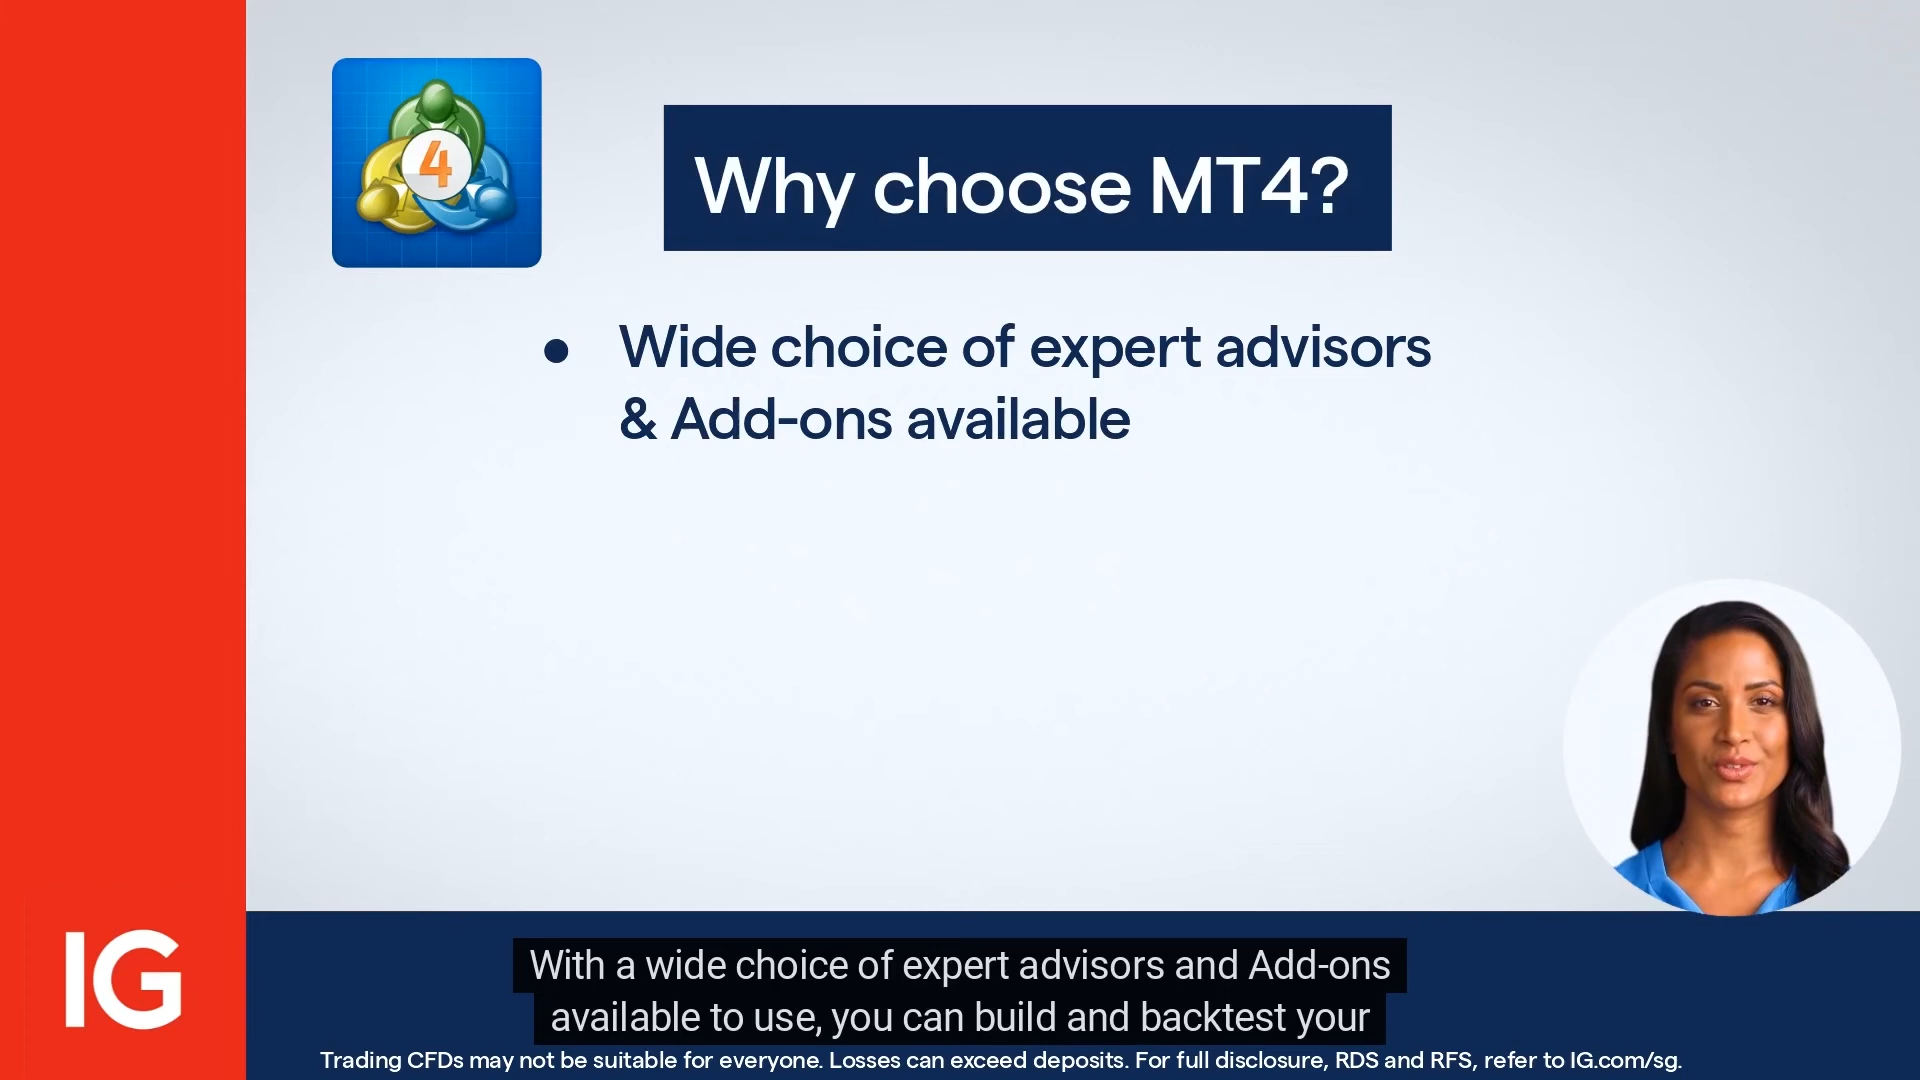 4
Why choose MT4?
• Wide choice of expert advisors
& Add-ons available
IG
With a wide choice of expert advisors and Add-ons
available to use, you can build and backtest your
Trading CFDs may not be suitable for everyone. Losses can exceed deposits. For full disclosure, RDS and RFS, refer to IG.com/sg.